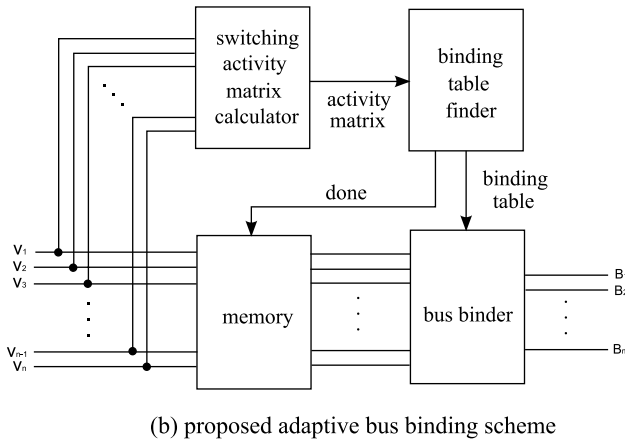 switching
activity
matrix
calculator
binding
table
finder
activity
matrix
done
binding
table
V1
V2
V3
Vn-1
Vn
memory
bus binder
B1
B2
(b) proposed adaptive bus binding scheme